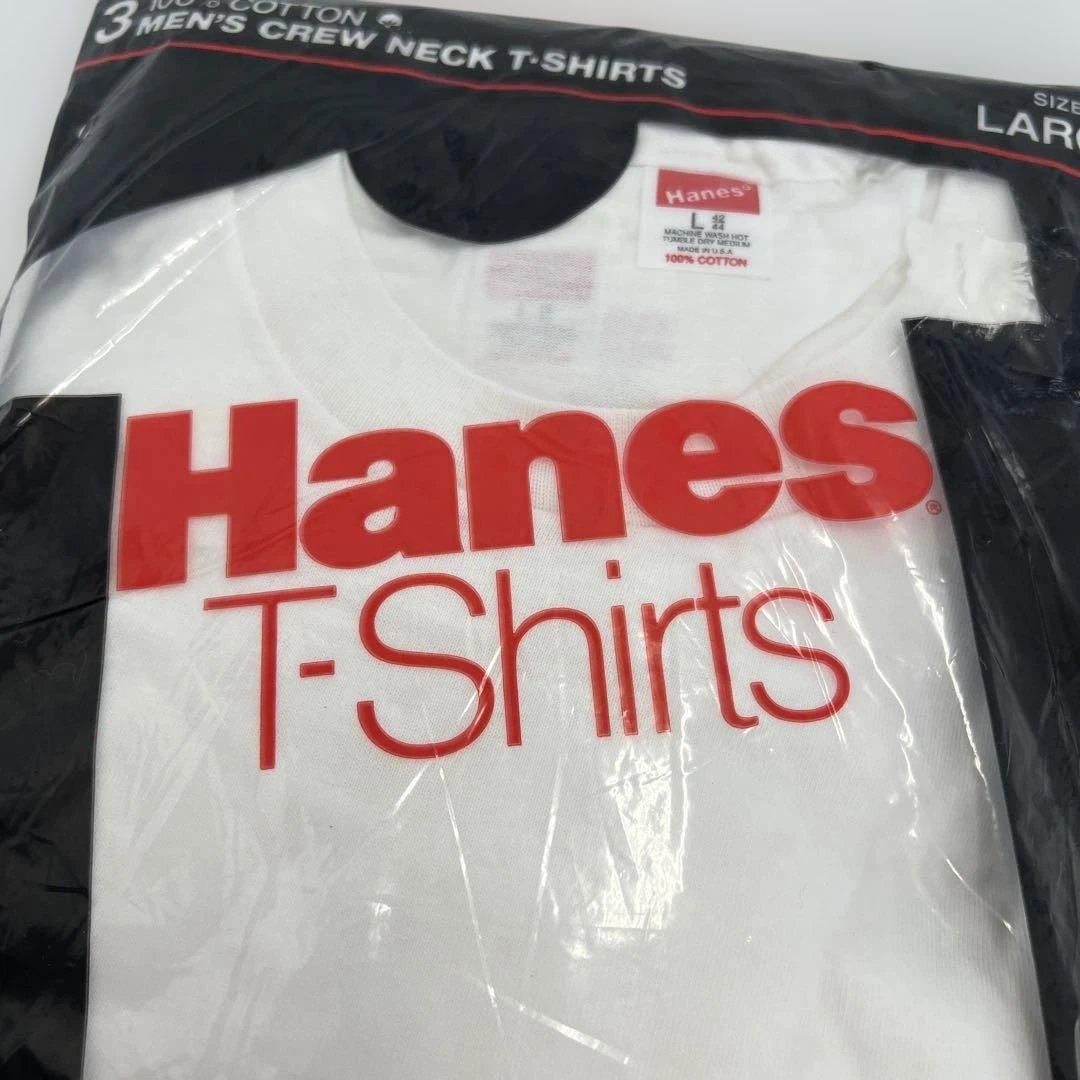 3 100% COTTON
MEN'S CREW NECK T-SHIRTS
SIZE
LARG
Hanes
L 42 44
MACHINE WASH HOT
TUMBLE DRY MEDIUM
MADE IN U.S.A
100% COTTON
Hanes®
T-Shirts